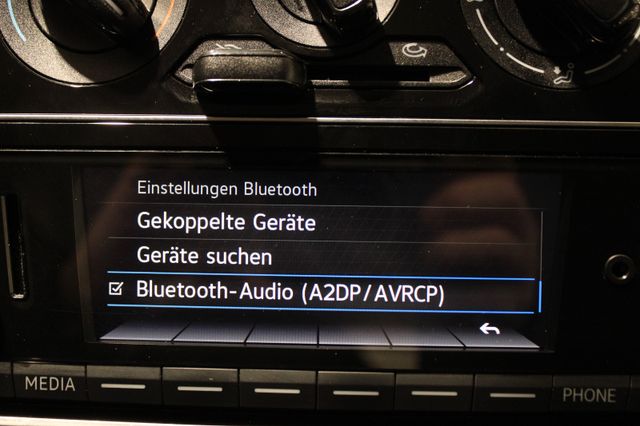 Einstellungen Bluetooth
Gekoppelte Geräte
Geräte suchen
Bluetooth-Audio (A2DP/AVRCP)
MEDIA
PHONE